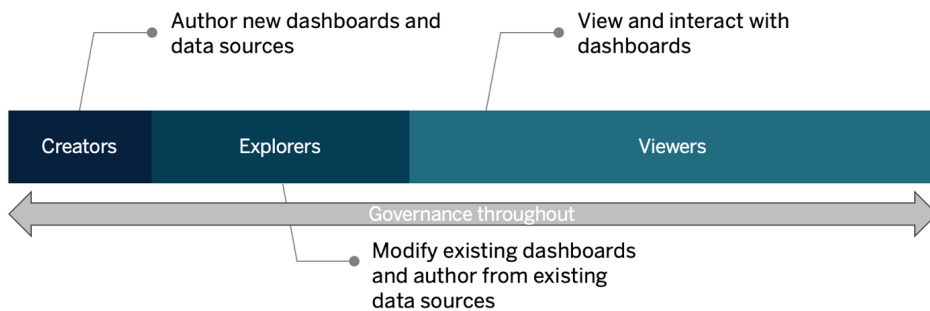 Author new dashboards and
data sources
View and interact with
dashboards
Creators
Explorers
Viewers
Governance throughout
Modify existing dashboards
and author from existing
data sources